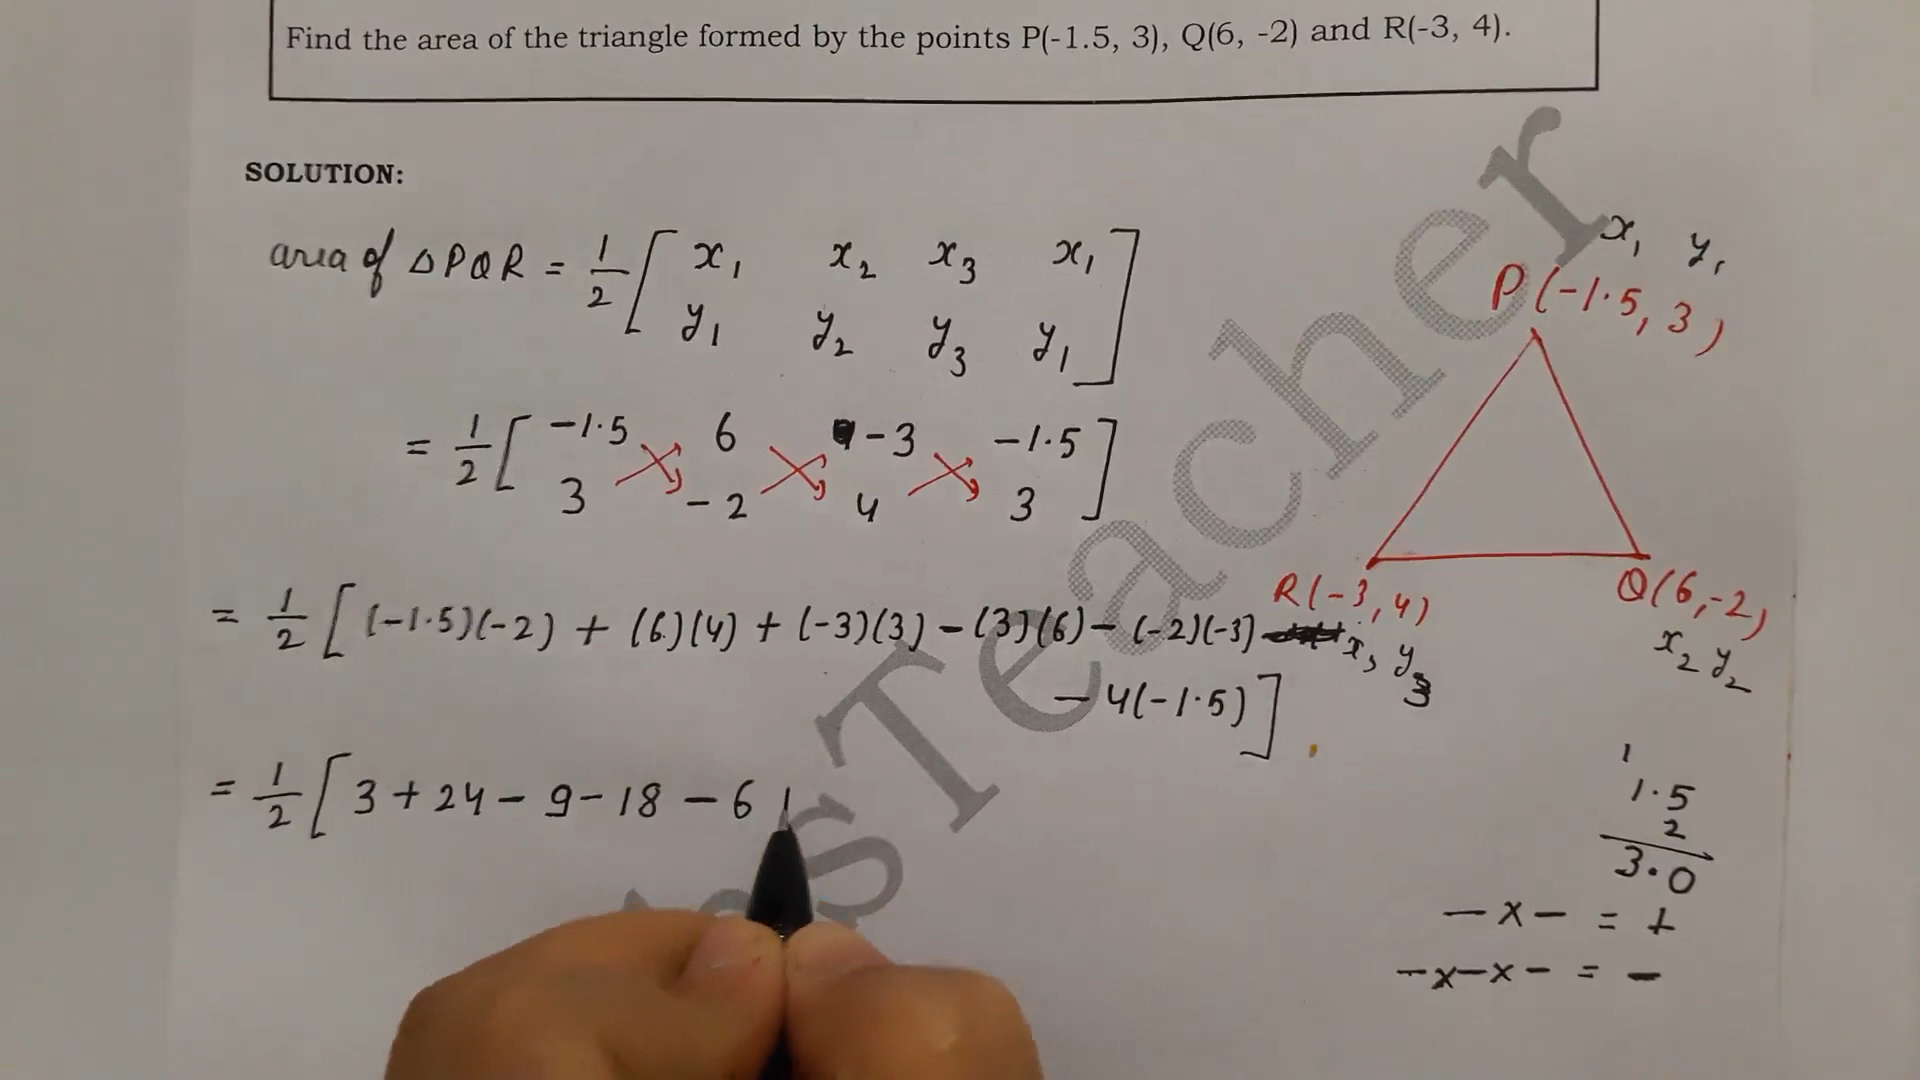 Find the area of the triangle formed by the points P(-1.5, 3), Q(6, -2) and R(-3, 4).
SOLUTION:
area of △PQR = 1/2 [ x₁ x₂ x₃ x₁
y₁ y₂ y₃ y₁ ]
= 1/2 [ -1.5 6 -3 -1.5
3 -2 4 3 ]
= 1/2 [ (-1.5)(-2) + (6)(4) + (-3)(3) - (3)(6) - (-2)(-3)
- 4(-1.5) ]
= 1/2 [ 3 + 24 - 9 - 18 - 6
x₁ y₁
P(-1.5, 3)
R(-3, 4)
x₃ y₃
Q(6, -2)
x₂ y₂
1
1.5
2
3.0
- x - = +
- x - x - = -
Teacher